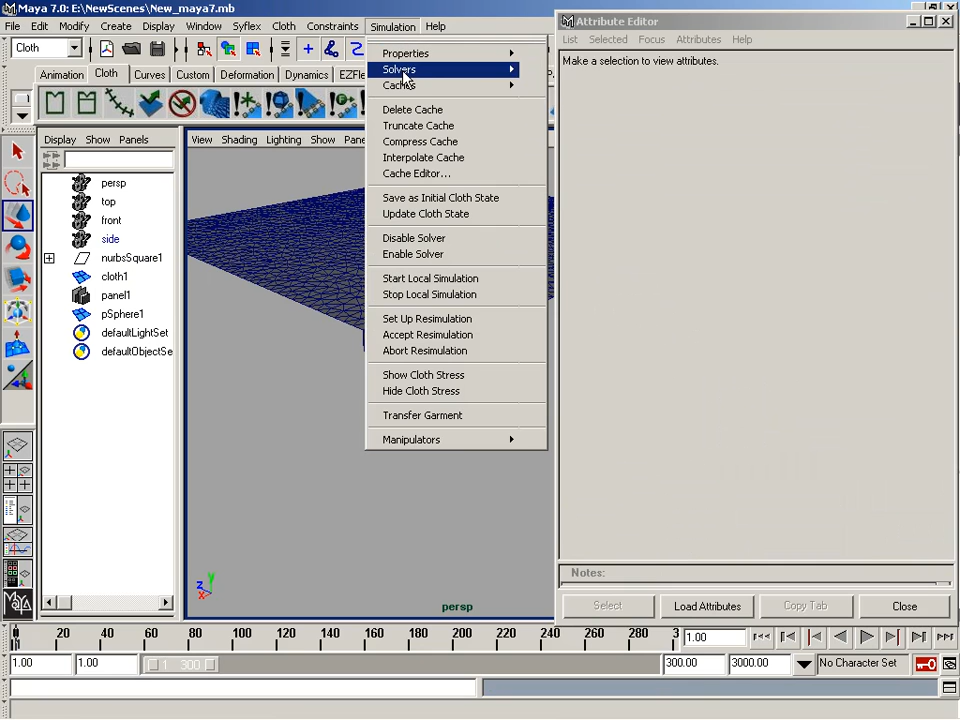 Maya 7.0: E:\NewScenes\New_maya7.mb
File Edit Modify Create Display Window Syflex Cloth Constraints Simulation Help
Cloth
Animation Cloth Curves Custom Deformation Dynamics EZFle
Display Show Panels
View Shading Lighting Show Pane
persp
top
front
side
nurbsSquare1
cloth1
panel1
pSphere1
defaultLightSet
defaultObjectSe
Properties
Solvers
Caches
Delete Cache
Truncate Cache
Compress Cache
Interpolate Cache
Cache Editor...
Save as Initial Cloth State
Update Cloth State
Disable Solver
Enable Solver
Start Local Simulation
Stop Local Simulation
Set Up Resimulation
Accept Resimulation
Abort Resimulation
Show Cloth Stress
Hide Cloth Stress
Transfer Garment
Manipulators
z y x
persp
Attribute Editor
List Selected Focus Attributes Help
Make a selection to view attributes.
Notes:
Select Load Attributes Copy Tab Close
20 40 60 80 100 120 140 160 180 200 220 240 260 280 3
1.00
1.00 1.00 1 300 300.00 3000.00 No Character Set
MAYA